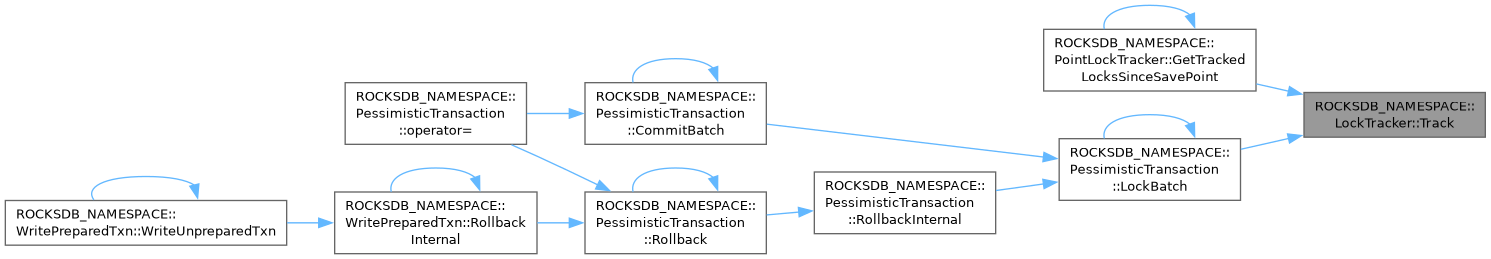 ROCKSDB_NAMESPACE::
LockTracker::Track
ROCKSDB_NAMESPACE::
PointLockTracker::GetTracked
LocksSinceSavePoint
ROCKSDB_NAMESPACE::
PessimisticTransaction
::LockBatch
ROCKSDB_NAMESPACE::
PessimisticTransaction
::CommitBatch
ROCKSDB_NAMESPACE::
PessimisticTransaction
::operator=
ROCKSDB_NAMESPACE::
PessimisticTransaction
::RollbackInternal
ROCKSDB_NAMESPACE::
PessimisticTransaction
::Rollback
ROCKSDB_NAMESPACE::
WritePreparedTxn::Rollback
Internal
ROCKSDB_NAMESPACE::
WritePreparedTxn::WriteUnpreparedTxn